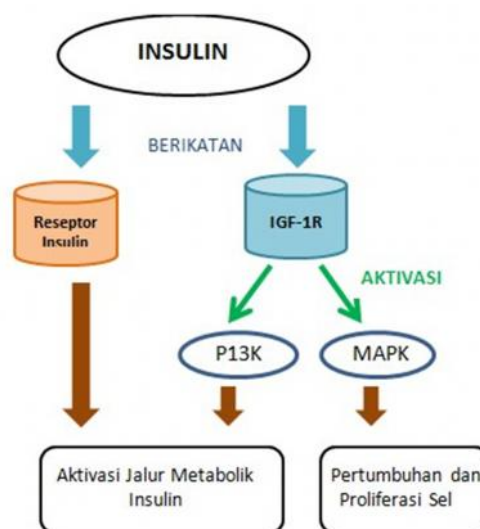 INSULIN
BERIKATAN
Reseptor
Insulin
IGF-1R
AKTIVASI
P13K
MAPK
Aktivasi Jalur Metabolik
Insulin
Pertumbuhan dan
Proliferasi Sel